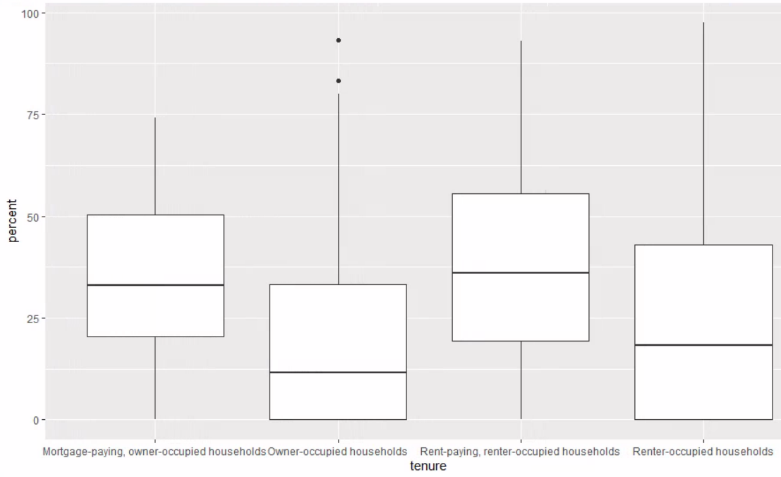 100
75
50
25
0
percent
Mortgage-paying, owner-occupied households Owner-occupied households Rent-paying, renter-occupied households Renter-occupied households
tenure